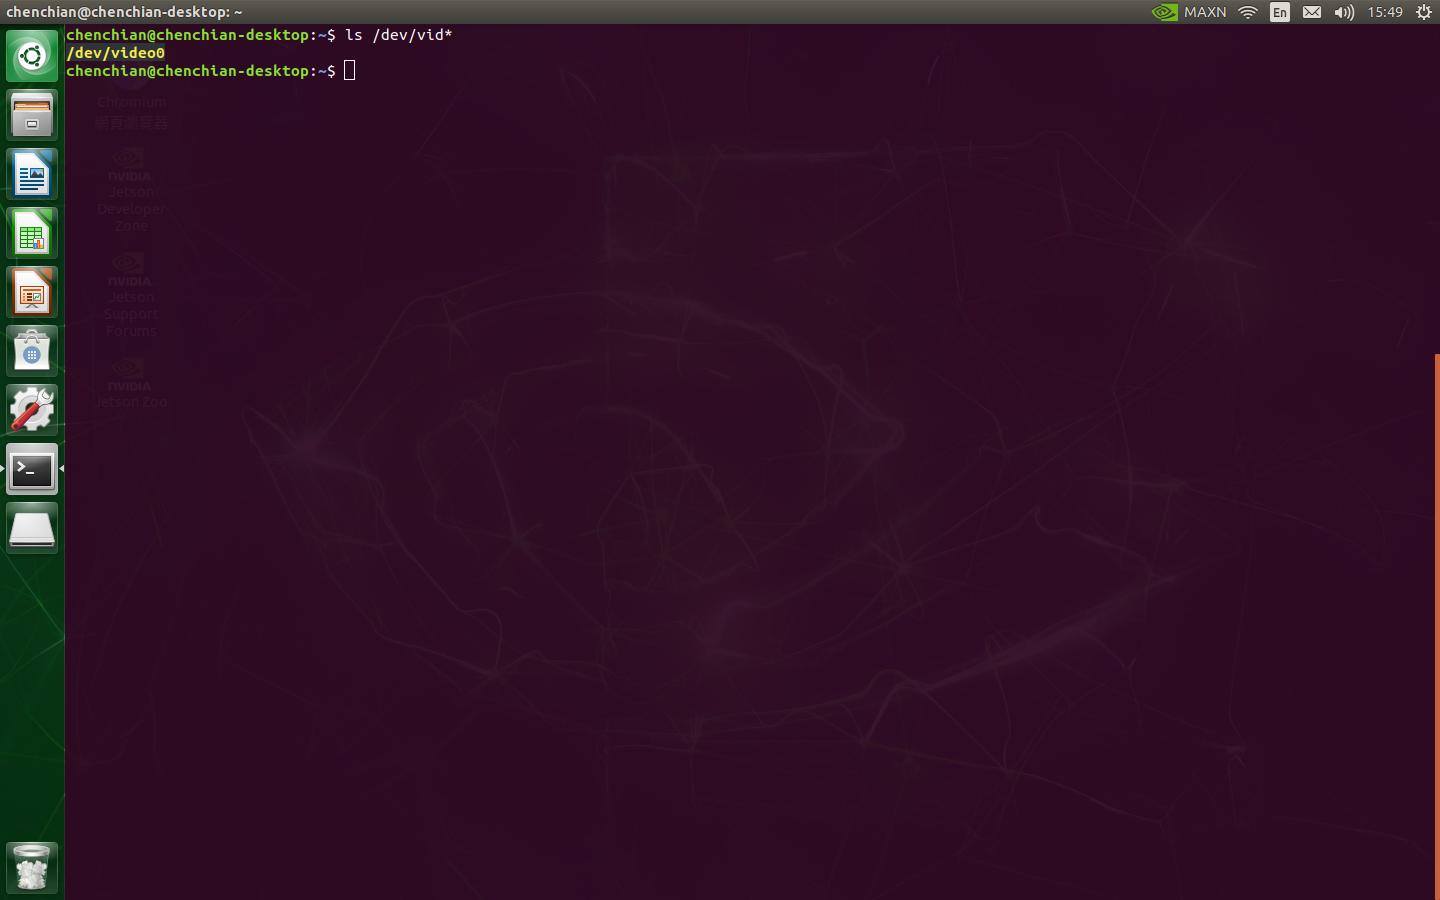 chenchian@chenchian-desktop: ~
MAXN
En
15:49
chenchian@chenchian-desktop:~$ ls /dev/vid*
/dev/video0
chenchian@chenchian-desktop:~$
Chromium
網頁瀏覽器
NVIDIA
Jetson
Developer
Zone
NVIDIA
Jetson
Support
Forums
NVIDIA
Jetson Zoo